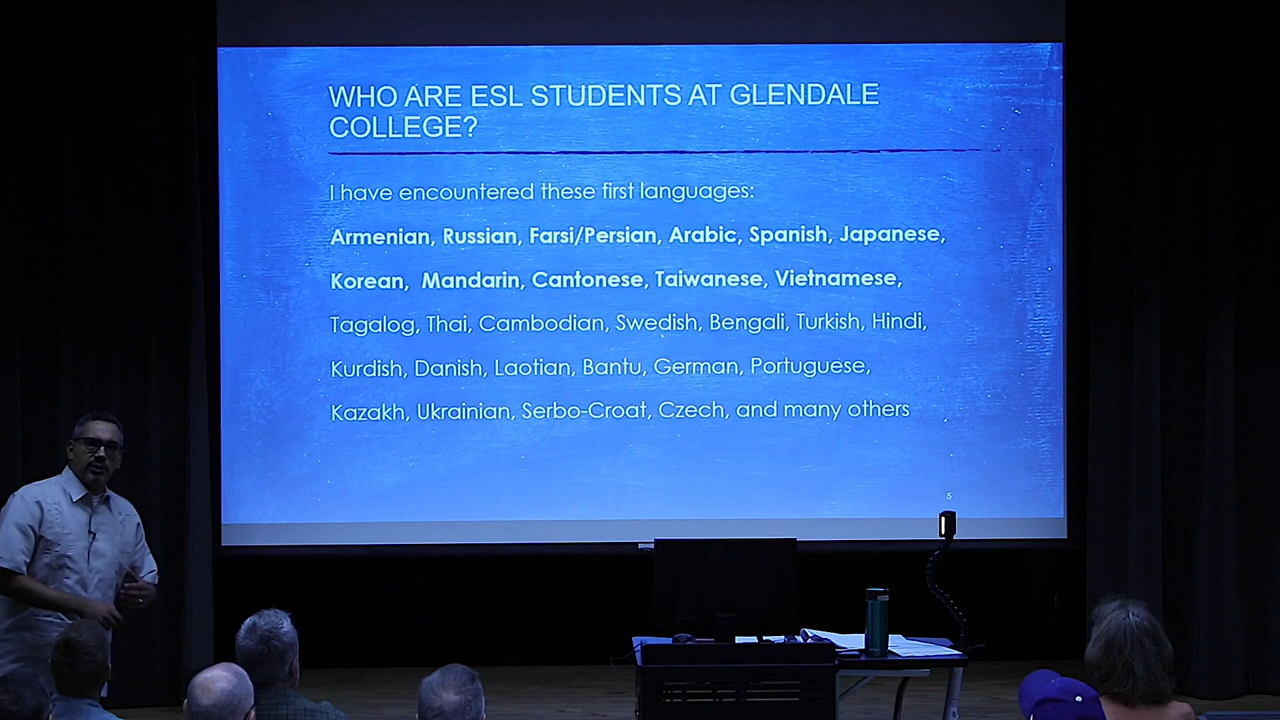 WHO ARE ESL STUDENTS AT GLENDALE
COLLEGE?
I have encountered these first languages:
Armenian, Russian, Farsi/Persian, Arabic, Spanish, Japanese,
Korean, Mandarin, Cantonese, Taiwanese, Vietnamese,
Tagalog, Thai, Cambodian, Swedish, Bengali, Turkish, Hindi,
Kurdish, Danish, Laotian, Bantu, German, Portuguese,
Kazakh, Ukrainian, Serbo-Croat, Czech, and many others
5